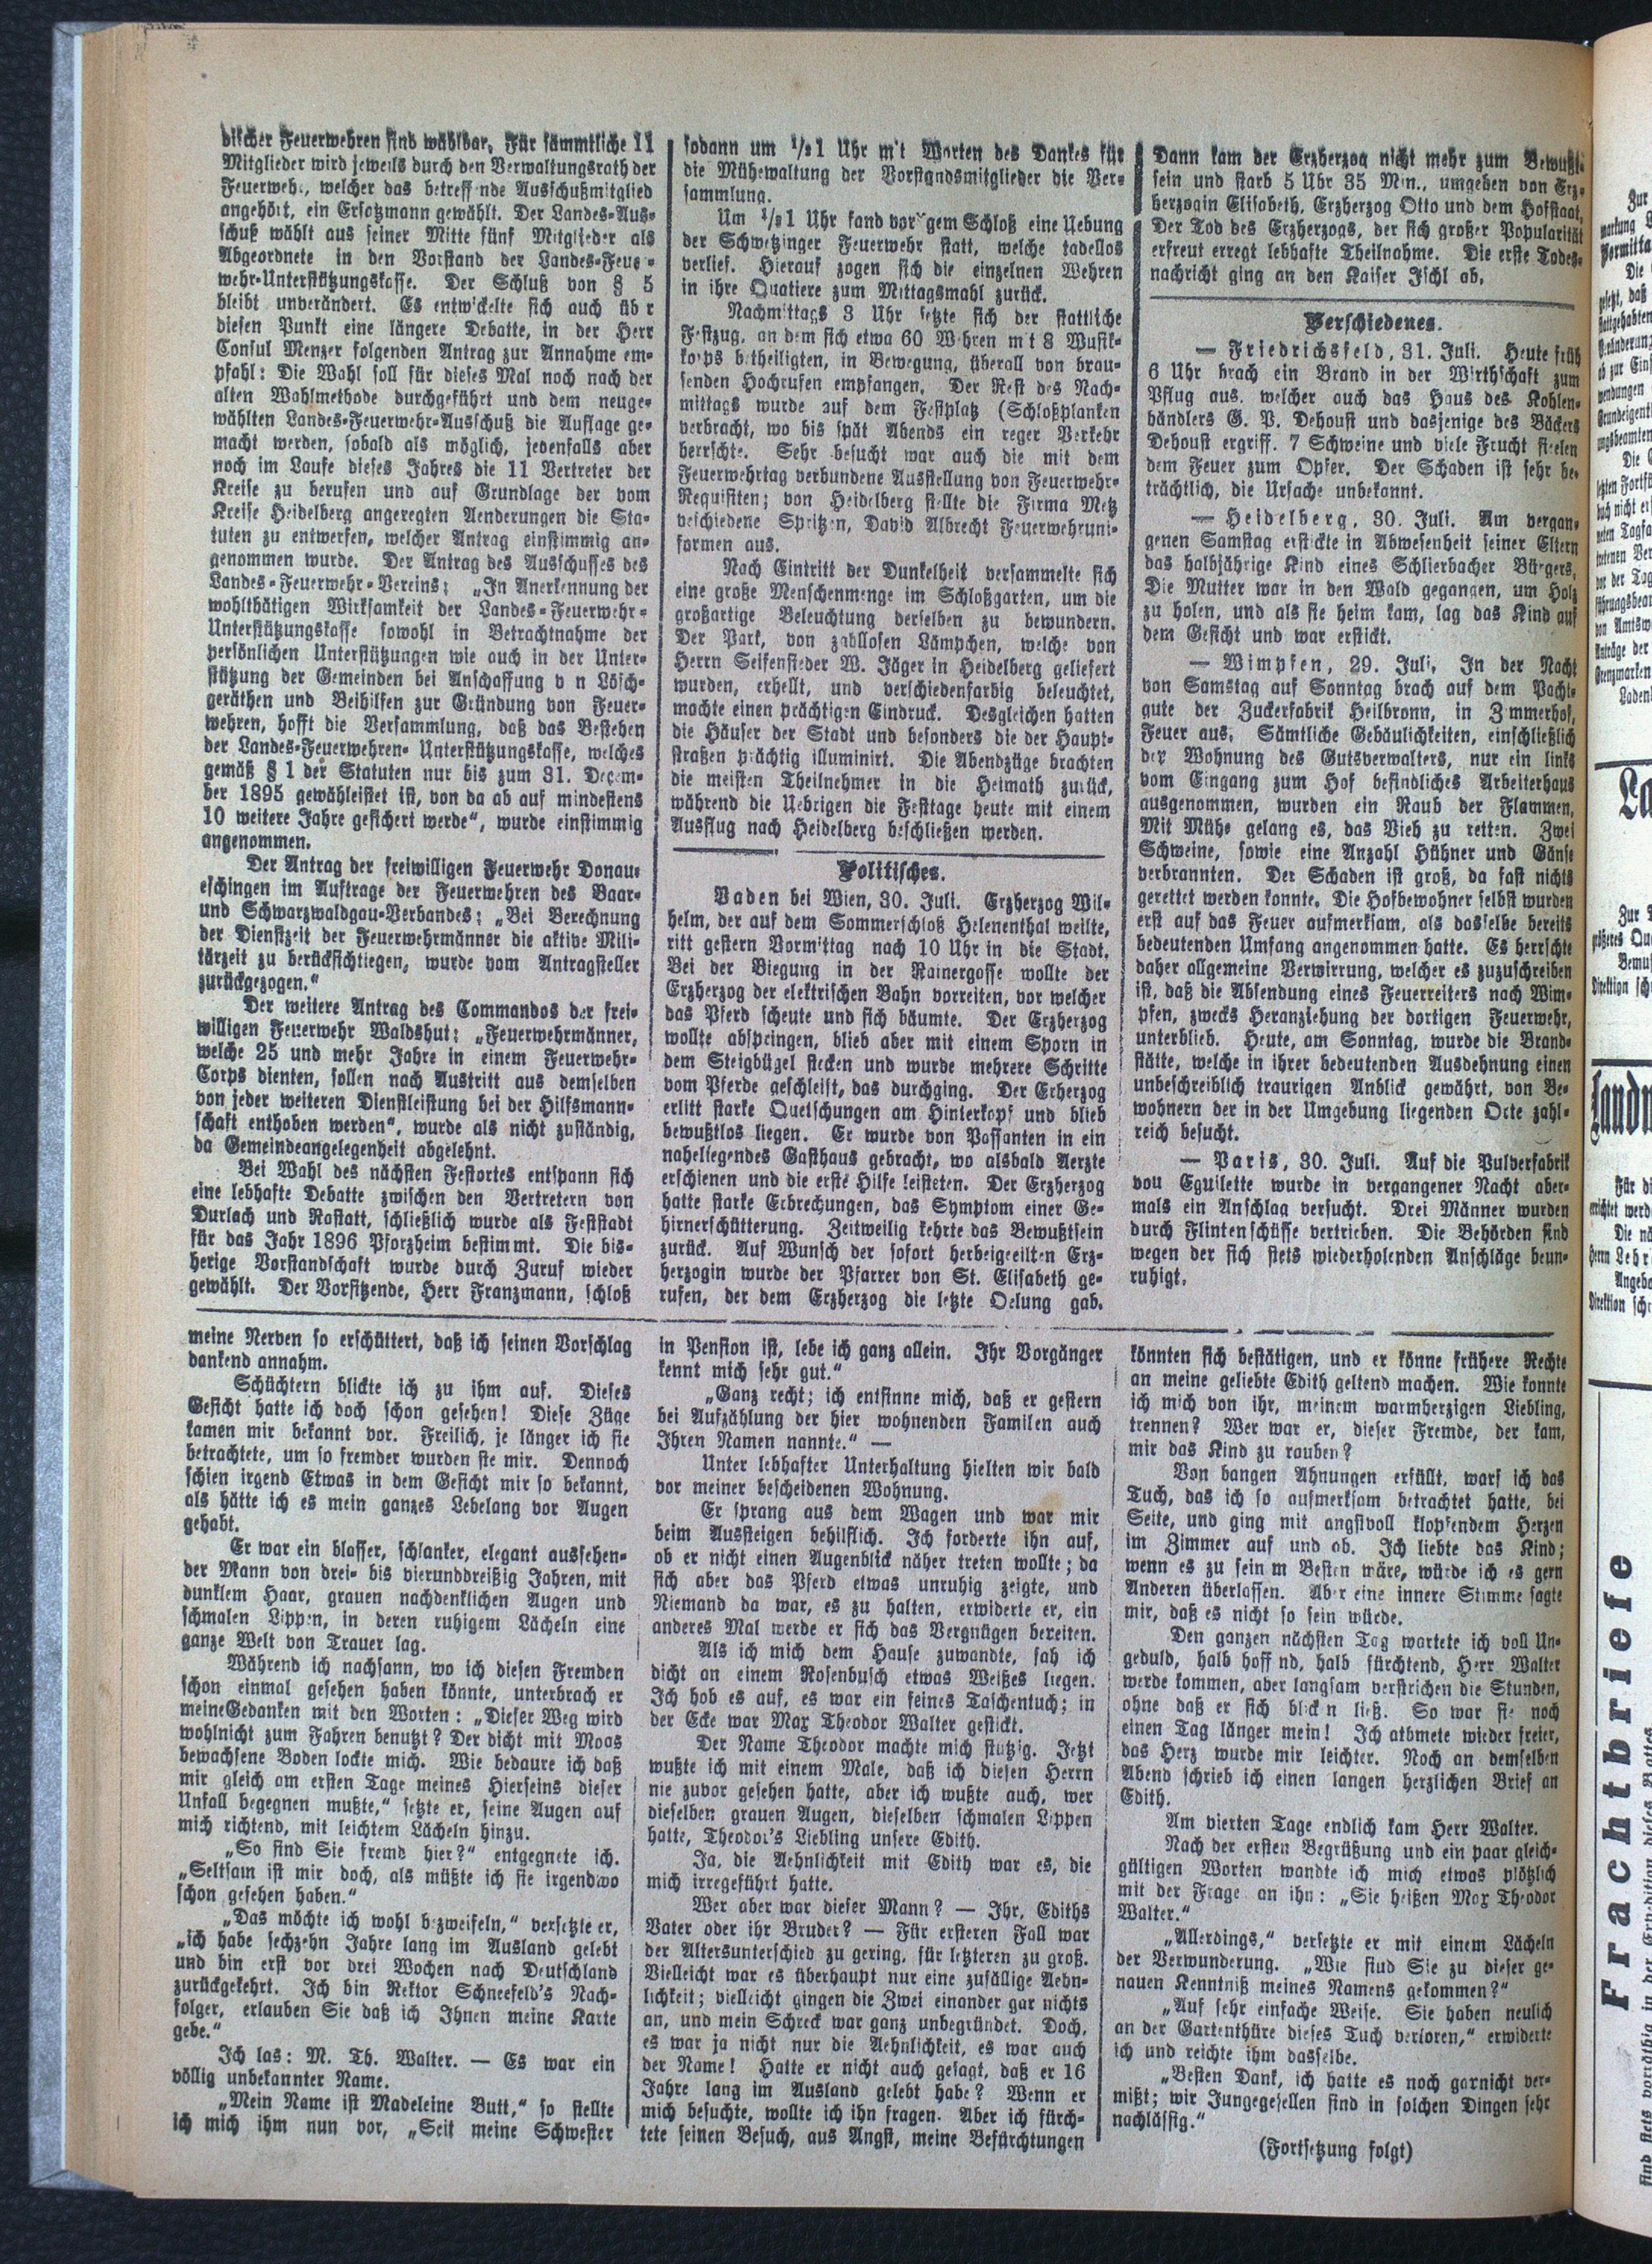 discher Feuerwehren sind wählbar. Für sämmtliche 11
Mitglieder wird jeweils durch den Verwaltungsrath der
Feuerweh., welcher das betreff nde Ausschußmitglied
angehört, ein Ersatzmann gewählt. Der Landes-Aus-
schuß wählt aus seiner Mitte fünf Mitglieder als
Abgeordnete in den Vorstand der Landes-Feue -
wehr-Unterstützungskasse. Der Schluß von § 5
bleibt unverändert. Es entwickelte sich auch üb r
diesen Punkt eine längere Debatte, in der Herr
Consul Menzer folgenden Antrag zur Annahme em-
pfahl: Die Wahl soll für dieses Mal noch nach der
alten Wahlmethode durchgeführt und dem neuge-
wählten Landes-Feuerwehr-Ausschuß die Auflage ge-
macht werden, sobald als möglich, jedenfalls aber
noch im Laufe dieses Jahres die 11 Vertreter der
Kreise zu berufen und auf Grundlage der vom
Kreise Heidelberg angeregten Aenderungen die Sta-
tuten zu entwerfen, welcher Antrag einstimmig an-
genommen wurde. Der Antrag des Ausschusses des
Landes-Feuerwehr-Vereins: „In Anerkennung der
wohlthätigen Wirksamkeit der Landes-Feuerwehr-
Unterstützungskasse sowohl in Betrachtnahme der
persönlichen Unterstützungen wie auch in der Unter-
stützung der Gemeinden bei Anschaffung v n Lösch-
geräthen und Beihilfen zur Gründung von Feuer-
wehren, hofft die Versammlung, daß das Bestehen
der Landes-Feuerwehren-Unterstützungskasse, welches
gemäß § 1 der Statuten nur bis zum 31. Dezem-
ber 1895 gewähleistet ist, von da ab auf mindestens
10 weitere Jahre gesichert werde“, wurde einstimmig
angenommen.
Der Antrag der freiwilligen Feuerwehr Donau-
eschingen im Auftrage der Feuerwehren des Baar-
und Schwarzwaldgau-Verbandes: „Bei Berechnung
der Dienstzeit der Feuerwehrmänner die aktive Mili-
tärzeit zu berücksichtiegen, wurde vom Antragsteller
zurückgezogen.“
Der weitere Antrag des Commandos der frei-
willigen Feuerwehr Waldshut: „Feuerwehrmänner,
welche 25 und mehr Jahre in einem Feuerwehr-
Corps dienten, sollen nach Austritt aus demselben
von jeder weiteren Dienstleistung bei der Hilfsmann-
schaft enthoben werden“, wurde als nicht zuständig,
da Gemeindeangelegenheit abgelehnt.
Bei Wahl des nächsten Festortes entspann sich
eine lebhafte Debatte zwischen den Vertretern von
Durlach und Rastatt, schließlich wurde als Feststadt
für das Jahr 1896 Pforzheim bestimmt. Die bis-
herige Vorstandschaft wurde durch Zuruf wieder
gewählt. Der Vorsitzende, Herr Franzmann, schloß
sodann um 1/2 1 Uhr m't Worten des Dankes für
die Mühewaltung der Vorstandsmitglieder die Ver-
sammlung.
Um 1/2 1 Uhr fand vor gem Schloß eine Uebung
der Schwetzinger Feuerwehr statt, welche tadellos
verlief. Hierauf zogen sich die einzelnen Wehren
in ihre Quatiere zum Mittagsmahl zurück.
Nachmittags 3 Uhr setzte sich der stattliche
Festzug, an dem sich etwa 60 Wehren mit 8 Musik-
korps betheiligten, in Bewegung, überall von brau-
senden Hochrufen empfangen. Der Rest des Nach-
mittags wurde auf dem Festplatz (Schloßplanken
verbracht, wo bis spät Abends ein reger Verkehr
herrschte. Sehr besucht war auch die mit dem
Feuerwehrtag verbundene Ausstellung von Feuerwehr-
Requisiten; von Heidelberg stellte die Firma Metz
veschiedene Spritzen, David Albrecht Feuerwehruni-
formen aus.
Nach Eintritt der Dunkelheit versammelte sich
eine große Menschenmenge im Schloßgarten, um die
großartige Beleuchtung derselben zu bewundern.
Der Park, von zahllosen Lämpchen, welche von
Herrn Seifensieder W. Jäger in Heidelberg geliefert
wurden, erhellt, und verschiedenfarbig beleuchtet,
machte einen prächtigen Eindruck. Desgleichen hatten
die Häuser der Stadt und besonders die der Haupt-
straßen prächtig illuminirt. Die Abendzüge brachten
die meisten Theilnehmer in die Heimath zurück,
während die Uebrigen die Festtage heute mit einem
Ausflug nach Heidelberg beschließen werden.
Politisches.
Baden bei Wien, 30. Juli. Erzherzog Wil-
helm, der auf dem Sommerschloß Helenenthal weilte,
ritt gestern Vormittag nach 10 Uhr in die Stadt.
Bei der Biegung in der Rainergosse wollte der
Erzherzog der elektrischen Bahn vorreiten, vor welcher
das Pferd scheute und sich bäumte. Der Erzherzog
wollte abspringen, blieb aber mit einem Sporn in
dem Steigbügel stecken und wurde mehrere Schritte
vom Pferde geschleift, das durchging. Der Erherzog
erlitt starke Quetschungen am Hinterkopf und blieb
bewußtlos liegen. Er wurde von Passanten in ein
naheliegendes Gasthaus gebracht, wo alsbald Aerzte
erschienen und die erste Hilfe leisteten. Der Erzherzog
hatte starke Erbrechungen, das Symptom einer Ge-
hirnerschütterung. Zeitweilig kehrte das Bewußtsein
zurück. Auf Wunsch der sofort herbeigeeilten Erz-
herzogin wurde der Pfarrer von St. Elisabeth ge-
rufen, der dem Erzherzog die letzte Oelung gab.
Dann kam der Erzherzog nicht mehr zum Bewußt-
sein und starb 5 Uhr 35 Min., umgeben von Erz-
herzogin Elisabeth, Erzherzog Otto und dem Hofstaat.
Der Tod des Erzherzogs, der sich großer Popularität
erfreut erregt lebhafte Theilnahme. Die erste Todes-
nachricht ging an den Kaiser Ischl ab.
Verschiedenes.
— Friedrichsfeld, 31. Juli. Heute früh
6 Uhr brach ein Brand in der Wirthschaft zum
Pflug aus, welcher auch das Haus des Kohlen-
händlers G. P. Dehoust und dasjenige des Bäckers
Dehoust ergriff. 7 Schweine und viele Frucht fielen
dem Feuer zum Opfer. Der Schaden ist sehr be-
trächtlich, die Ursache unbekannt.
— Heidelberg, 30. Juli. Am vergan-
genen Samstag erstickte in Abwesenheit seiner Eltern
das halbjährige Kind eines Schlierbacher Bürgers.
Die Mutter war in den Wald gegangen, um Holz
zu holen, und als sie heim kam, lag das Kind auf
dem Gesicht und war erstickt.
— Wimpfen, 29. Juli. In der Nacht
von Samstag auf Sonntag brach auf dem Pacht-
gute der Zuckerfabrik Heilbronn, in Zimmerhof,
Feuer aus. Sämtliche Gebäulichkeiten, einschließlich
der Wohnung des Gutsverwalters, nur ein links
vom Eingang zum Hof befindliches Arbeiterhaus
ausgenommen, wurden ein Raub der Flammen.
Mit Mühe gelang es, das Vieh zu retten. Zwei
Schweine, sowie eine Anzahl Hühner und Gänse
verbrannten. Der Schaden ist groß, da fast nichts
gerettet werden konnte. Die Hofbewohner selbst wurden
erst auf das Feuer aufmerksam, als dasselbe bereits
bedeutenden Umfang angenommen hatte. Es herrschte
daher allgemeine Verwirrung, welcher es zuzuschreiben
ist, daß die Absendung eines Feuerreiters nach Wim-
pfen, zwecks Heranziehung der dortigen Feuerwehr,
unterblieb. Heute, am Sonntag, wurde die Brand-
stätte, welche in ihrer bedeutenden Ausdehnung einen
unbeschreiblich traurigen Anblick gewährt, von Be-
wohnern der in der Umgebung liegenden Orte zahl-
reich besucht.
— Paris, 30. Juli. Auf die Pulverfabrik
vou Eguilette wurde in vergangener Nacht aber-
mals ein Anschlag versucht. Drei Männer wurden
durch Flintenschüsse vertrieben. Die Behörden sind
wegen der sich stets wiederholenden Anschläge beun-
ruhigt.
meine Nerven so erschüttert, daß ich seinen Vorschlag
dankend annahm.
Schüchtern blickte ich zu ihm auf. Dieses
Gesicht hatte ich doch schon gesehen! Diese Züge
kamen mir bekannt vor. Freilich, je länger ich sie
betrachtete, um so fremder wurden sie mir. Dennoch
schien irgend Etwas in dem Gesicht mir so bekannt,
als hätte ich es mein ganzes Lebelang vor Augen
gehabt.
Er war ein blasser, schlanker, elegant aussehen-
der Mann von drei- bis vierunddreißig Jahren, mit
dunklem Haar, grauen nachdenklichen Augen und
schmalen Lippen, in deren ruhigem Lächeln eine
ganze Welt von Trauer lag.
Während ich nachsann, wo ich diesen Fremden
schon einmal gesehen haben könnte, unterbrach er
meineGedanken mit den Worten: „Dieser Weg wird
wohlnicht zum Fahren benutzt? Der dicht mit Moas
bewachsene Boden lockte mich. Wie bedaure ich daß
mir gleich am ersten Tage meines Hierseins dieser
Unfall begegnen mußte,“ setzte er, seine Augen auf
mich richtend, mit leichtem Lächeln hinzu.
„So sind Sie fremd hier?“ entgegnete ich.
„Seltsam ist mir doch, als müßte ich sie irgendwo
schon gesehen haben.“
„Das möchte ich wohl bezweifeln,“ versetzte er,
„ich habe sechzehn Jahre lang im Ausland gelebt
und bin erst vor drei Wochen nach Deutschland
zurückgekehrt. Ich bin Rektor Schneefeld's Nach-
folger, erlauben Sie daß ich Ihnen meine Karte
gebe.“
Ich las: M. Th. Walter. — Es war ein
völlig unbekannter Name.
„Mein Name ist Madeleine Butt,“ so stellte
ich mich ihm nun vor, „Seit meine Schwester
in Pension ist, lebe ich ganz allein. Ihr Vorgänger
kennt mich sehr gut.“
„Ganz recht; ich entsinne mich, daß er gestern
bei Aufzählung der hier wohnenden Familen auch
Ihren Namen nannte.“ —
Unter lebhafter Unterhaltung hielten wir bald
vor meiner bescheidenen Wohnung.
Er sprang aus dem Wagen und war mir
beim Aussteigen behilflich. Ich forderte ihn auf,
ob er nicht einen Augenblick näher treten wollte; da
sich aber das Pferd etwas unruhig zeigte, und
Niemand da war, es zu halten, erwiderte er, ein
anderes Mal werde er sich das Vergnügen bereiten.
Als ich mich dem Hause zuwandte, sah ich
dicht an einem Rosenbusch etwas Weißes liegen.
Ich hob es auf, es war ein feines Taschentuch; in
der Ecke war Max Theodor Walter gestickt.
Der Name Theodor machte mich stutzig. Jetzt
wußte ich mit einem Male, daß ich diesen Herrn
nie zuvor gesehen hatte, aber ich wußte auch, wer
dieselben grauen Augen, dieselben schmalen Lippen
hatte, Theodor's Liebling unsere Edith.
Ja, die Aehnlichkeit mit Edith war es, die
mich irregeführt hatte.
Wer aber war dieser Mann? — Ihr, Ediths
Vater oder ihr Bruder? — Für ersteren Fall war
der Altersunterschied zu gering, für letzteren zu groß.
Vielleicht war es überhaupt nur eine zufällige Aehn-
lichkeit; vielleicht gingen die Zwei einander gar nichts
an, und mein Schreck war ganz unbegründet. Doch,
es war ja nicht nur die Aehnlichkeit, es war auch
der Name! Hatte er nicht auch gesagt, daß er 16
Jahre lang im Ausland gelebt habe? Wenn er
mich besuchte, wollte ich ihn fragen. Aber ich fürch-
tete seinen Besuch, aus Angst, meine Befürchtungen
könnten sich bestätigen, und er könne frühere Rechte
an meine geliebte Edith geltend machen. Wie konnte
ich mich von ihr, meinem warmherzigen Liebling,
trennen? Wer war er, dieser Fremde, der kam,
mir das Kind zu rauben?
Von bangen Ahnungen erfüllt, warf ich das
Tuch, das ich so aufmerksam betrachtet hatte, bei
Seite, und ging mit angstvoll klopfendem Herzen
im Zimmer auf und ab. Ich liebte das Kind;
wenn es zu sein m Besten wäre, würde ich es gern
Anderen überlassen. Aber eine innere Stimme sagte
mir, daß es nicht so sein würde.
Den ganzen nächsten Tag wartete ich voll Un-
geduld, halb hoff nd, halb fürchtend, Herr Walter
werde kommen, aber langsam verstrichen die Stunden,
ohne daß er sich blicken ließ. So war sie noch
einen Tag länger mein! Ich athmete wieder freier,
das Herz wurde mir leichter. Noch an demselben
Abend schrieb ich einen langen herzlichen Brief an
Edith.
Am vierten Tage endlich kam Herr Walter.
Nach der ersten Begrüßung und ein paar gleich-
gültigen Worten wandte ich mich etwas plötzlich
mit der Frage an ihn: „Sie heißen Max Theodor
Walter.“
„Allerdings,“ versetzte er mit einem Lächeln
der Verwunderung. „Wie sind Sie zu dieser ge-
nauen Kenntniß meines Namens gekommen?“
„Auf sehr einfache Weise. Sie haben neulich
an der Gartenthüre dieses Tuch verloren,“ erwiderte
ich und reichte ihm dasselbe.
„Besten Dank, ich hatte es noch garnicht ver-
mißt; wir Jungegesellen sind in solchen Dingen sehr
nachlässig.“
(Fortsetzung folgt)
Frachtbriefe